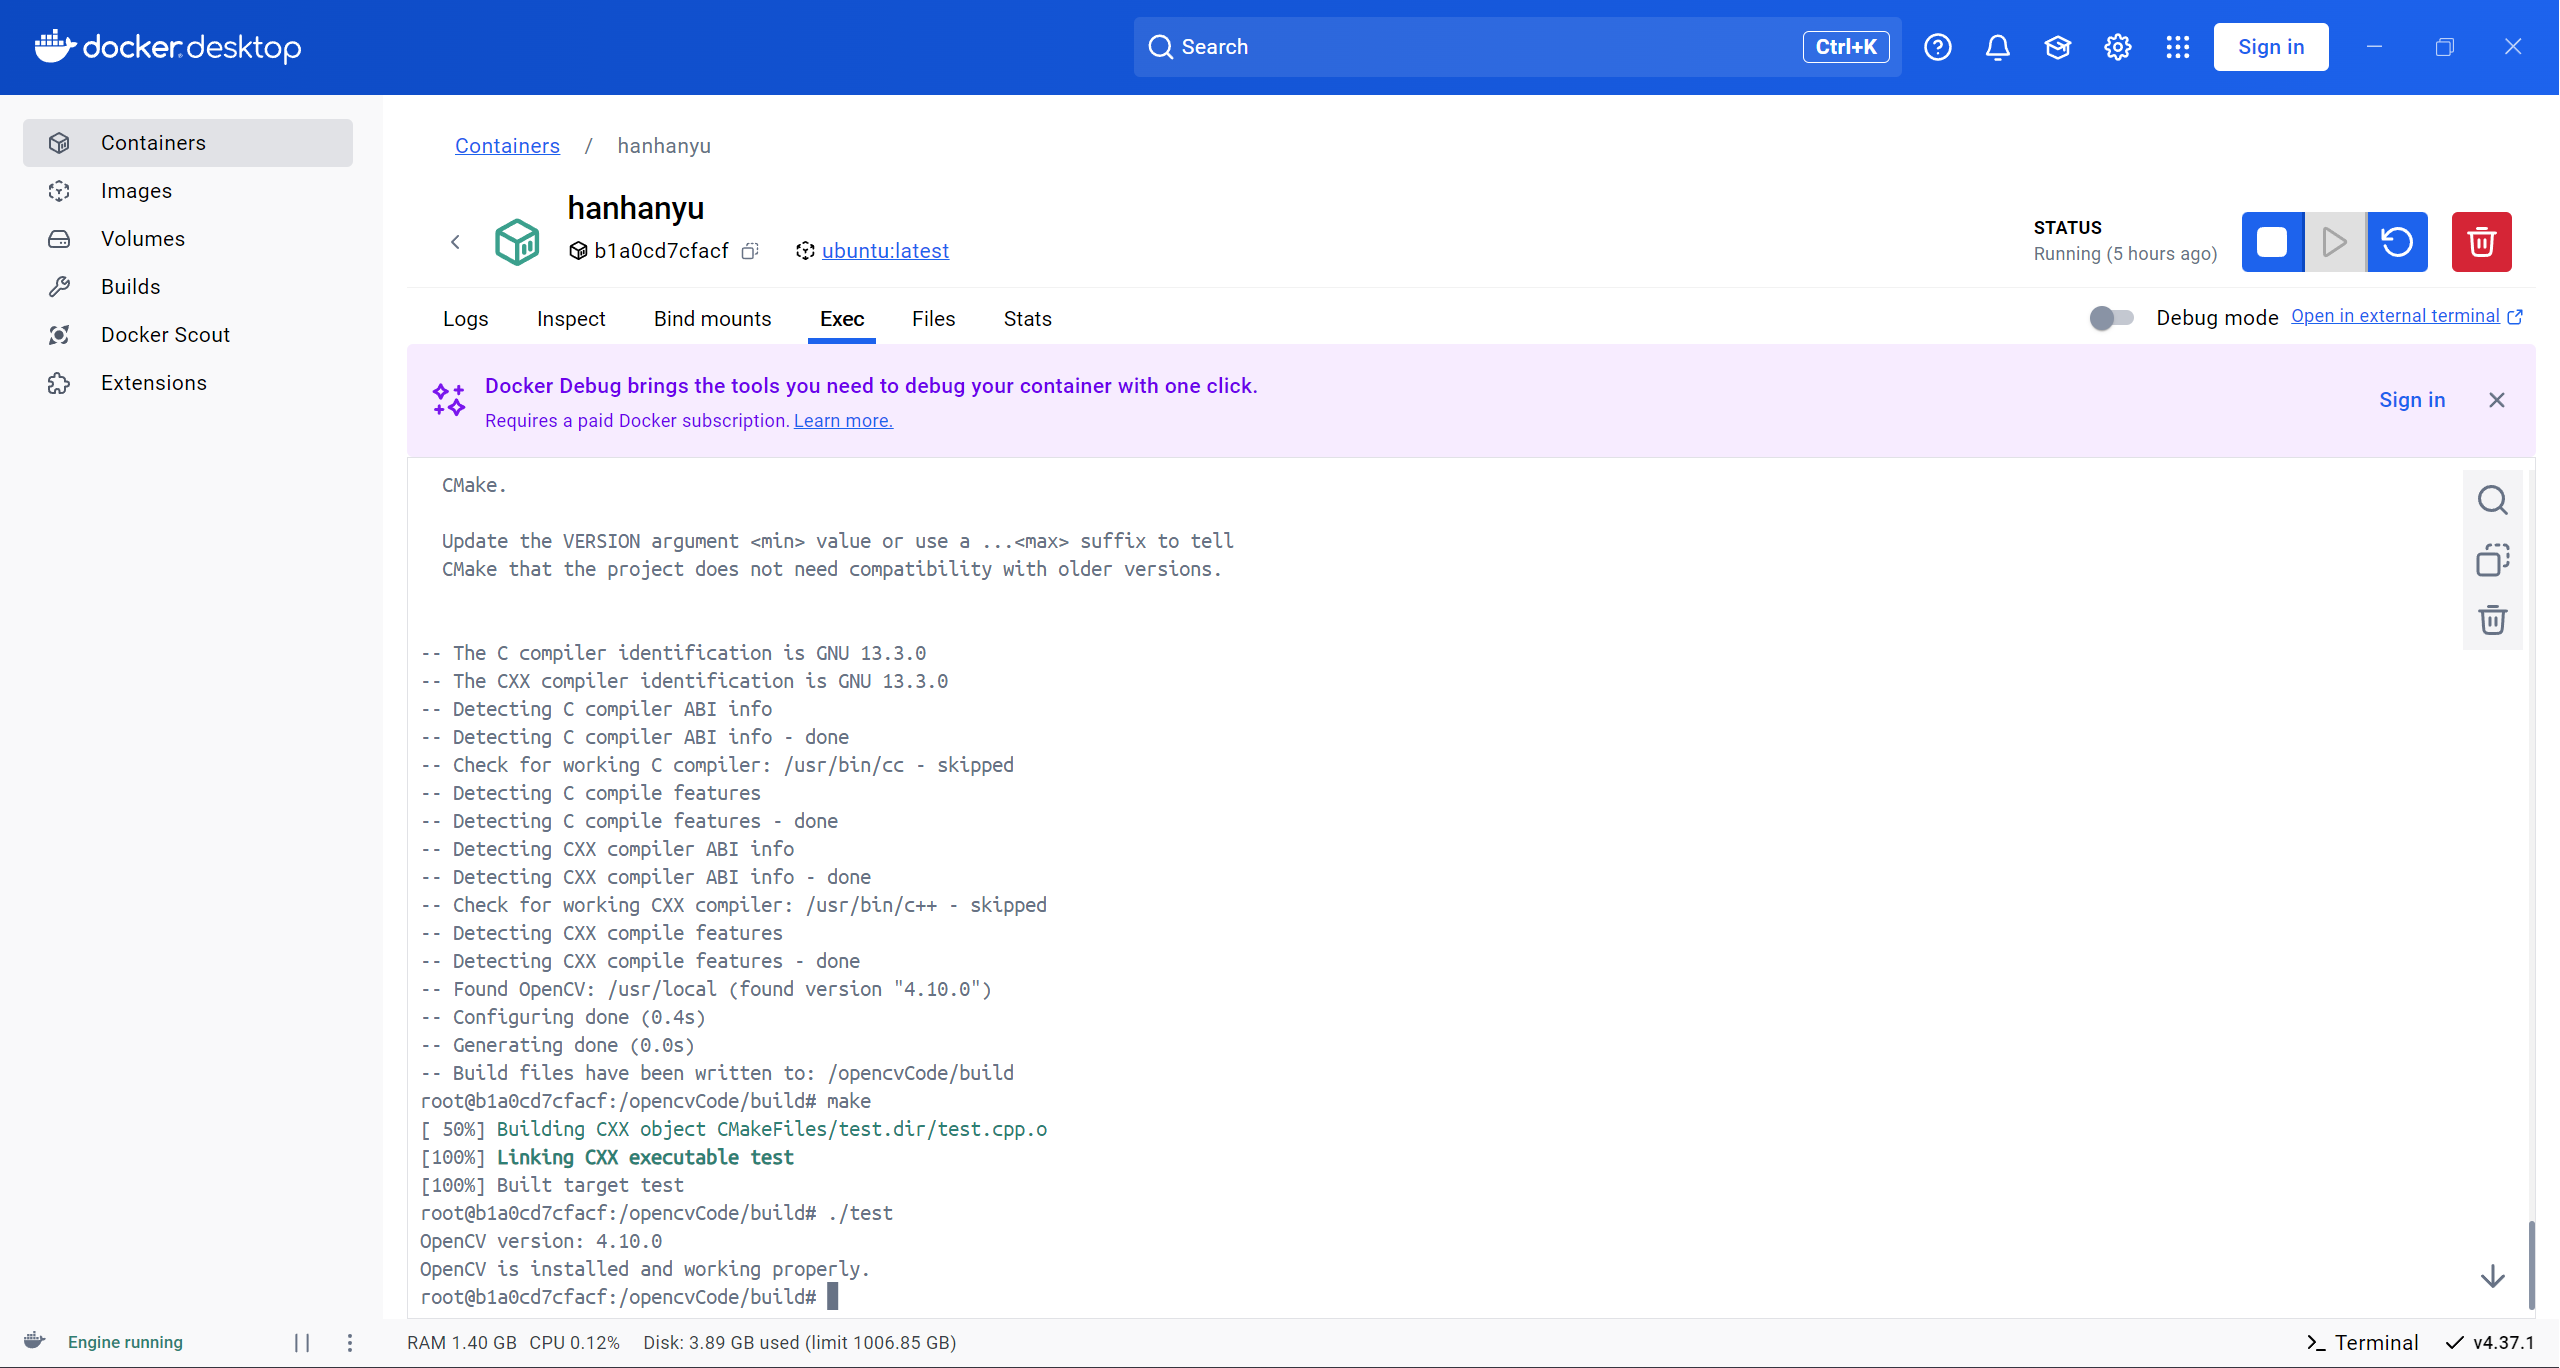 docker desktop
Search Ctrl+K
Sign in
Containers
Images
Volumes
Builds
Docker Scout
Extensions
Containers / hanhanyu
hanhanyu
b1a0cd7cfacf ubuntu:latest
STATUS
Running (5 hours ago)
Logs Inspect Bind mounts Exec Files Stats
Debug mode Open in external terminal
Docker Debug brings the tools you need to debug your container with one click.
Requires a paid Docker subscription. Learn more.
Sign in
CMake.
Update the VERSION argument <min> value or use a ...<max> suffix to tell
CMake that the project does not need compatibility with older versions.
-- The C compiler identification is GNU 13.3.0
-- The CXX compiler identification is GNU 13.3.0
-- Detecting C compiler ABI info
-- Detecting C compiler ABI info - done
-- Check for working C compiler: /usr/bin/cc - skipped
-- Detecting C compile features
-- Detecting C compile features - done
-- Detecting CXX compiler ABI info
-- Detecting CXX compiler ABI info - done
-- Check for working CXX compiler: /usr/bin/c++ - skipped
-- Detecting CXX compile features
-- Detecting CXX compile features - done
-- Found OpenCV: /usr/local (found version "4.10.0")
-- Configuring done (0.4s)
-- Generating done (0.0s)
-- Build files have been written to: /opencvCode/build
root@b1a0cd7cfacf:/opencvCode/build# make
[ 50%] Building CXX object CMakeFiles/test.dir/test.cpp.o
[100%] Linking CXX executable test
[100%] Built target test
root@b1a0cd7cfacf:/opencvCode/build# ./test
OpenCV version: 4.10.0
OpenCV is installed and working properly.
root@b1a0cd7cfacf:/opencvCode/build#
Engine running
RAM 1.40 GB CPU 0.12% Disk: 3.89 GB used (limit 1006.85 GB)
Terminal v4.37.1